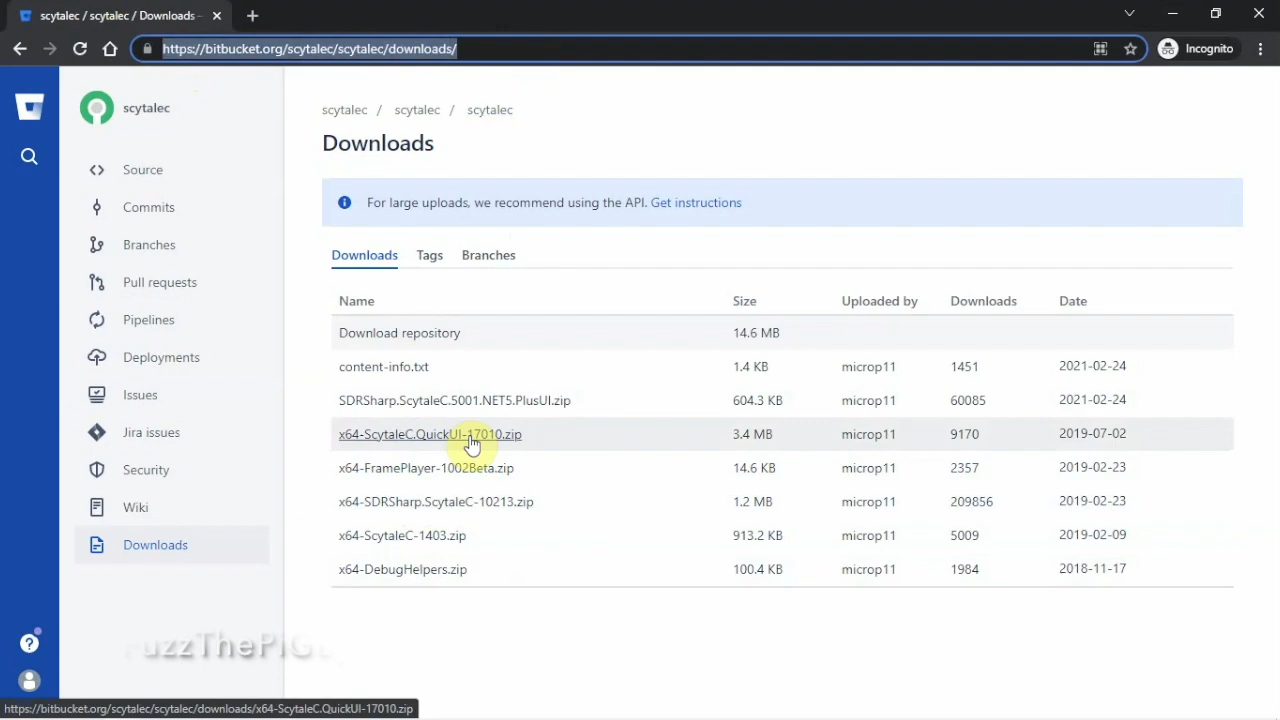 scytalec / scytalec / Downloads –
https://bitbucket.org/scytalec/scytalec/downloads/
Incognito
scytalec
Source
Commits
Branches
Pull requests
Pipelines
Deployments
Issues
Jira issues
Security
Wiki
Downloads
scytalec / scytalec / scytalec
Downloads
For large uploads, we recommend using the API. Get instructions
Downloads Tags Branches
Name Size Uploaded by Downloads Date
Download repository 14.6 MB
content-info.txt 1.4 KB microp11 1451 2021-02-24
SDRSharp.ScytaleC.5001.NET5.PlusUI.zip 604.3 KB microp11 60085 2021-02-24
x64-ScytaleC.QuickUI-17010.zip 3.4 MB microp11 9170 2019-07-02
x64-FramePlayer-1002Beta.zip 14.6 KB microp11 2357 2019-02-23
x64-SDRSharp.ScytaleC-10213.zip 1.2 MB microp11 209856 2019-02-23
x64-ScytaleC-1403.zip 913.2 KB microp11 5009 2019-02-09
x64-DebugHelpers.zip 100.4 KB microp11 1984 2018-11-17
https://bitbucket.org/scytalec/scytalec/downloads/x64-ScytaleC.QuickUI-17010.zip